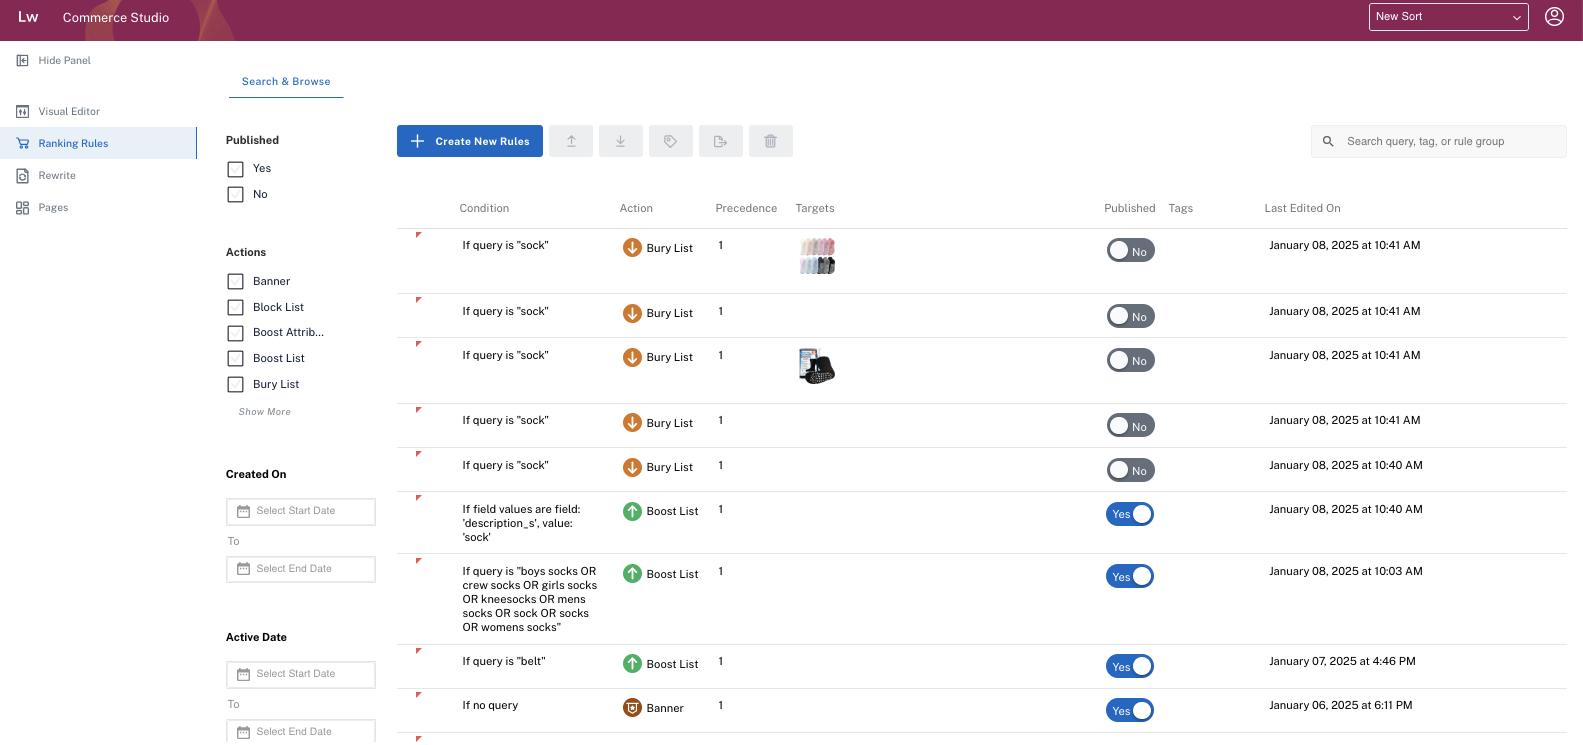 Lw
Commerce Studio
New Sort
Hide Panel
Visual Editor
Ranking Rules
Rewrite
Pages
Search & Browse
Published
Yes
No
Actions
Banner
Block List
Boost Attrib...
Boost List
Bury List
Show More
Created On
Select Start Date
To
Select End Date
Active Date
Select Start Date
To
Select End Date
Create New Rules
Search query, tag, or rule group
Condition Action Precedence Targets Published Tags Last Edited On
If query is "sock" Bury List 1 No January 08, 2025 at 10:41 AM
If query is "sock" Bury List 1 No January 08, 2025 at 10:41 AM
If query is "sock" Bury List 1 No January 08, 2025 at 10:41 AM
If query is "sock" Bury List 1 No January 08, 2025 at 10:41 AM
If query is "sock" Bury List 1 No January 08, 2025 at 10:40 AM
If field values are field: Boost List 1 Yes January 08, 2025 at 10:40 AM
'description_s', value:
'sock'
If query is "boys socks OR Boost List 1 Yes January 08, 2025 at 10:03 AM
crew socks OR girls socks
OR kneesocks OR mens
socks OR sock OR socks
OR womens socks"
If query is "belt" Boost List 1 Yes January 07, 2025 at 4:46 PM
If no query Banner 1 Yes January 06, 2025 at 6:11 PM